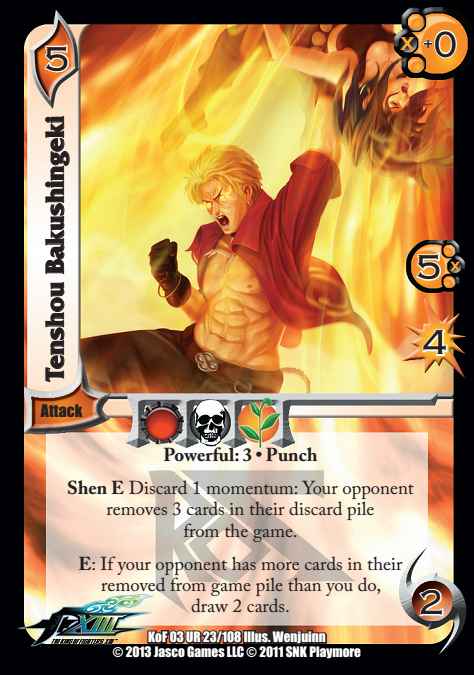 5
+0
Tenshou Bakushingeki
5
4
Attack
Powerful: 3 • Punch
Shen E Discard 1 momentum: Your opponent
removes 3 cards in their discard pile
from the game.
E: If your opponent has more cards in their
removed from game pile than you do,
draw 2 cards.
2
XIII
KoF 03 UR 23/108 Illus. Wenjuinn
© 2013 Jasco Games LLC © 2011 SNK Playmore